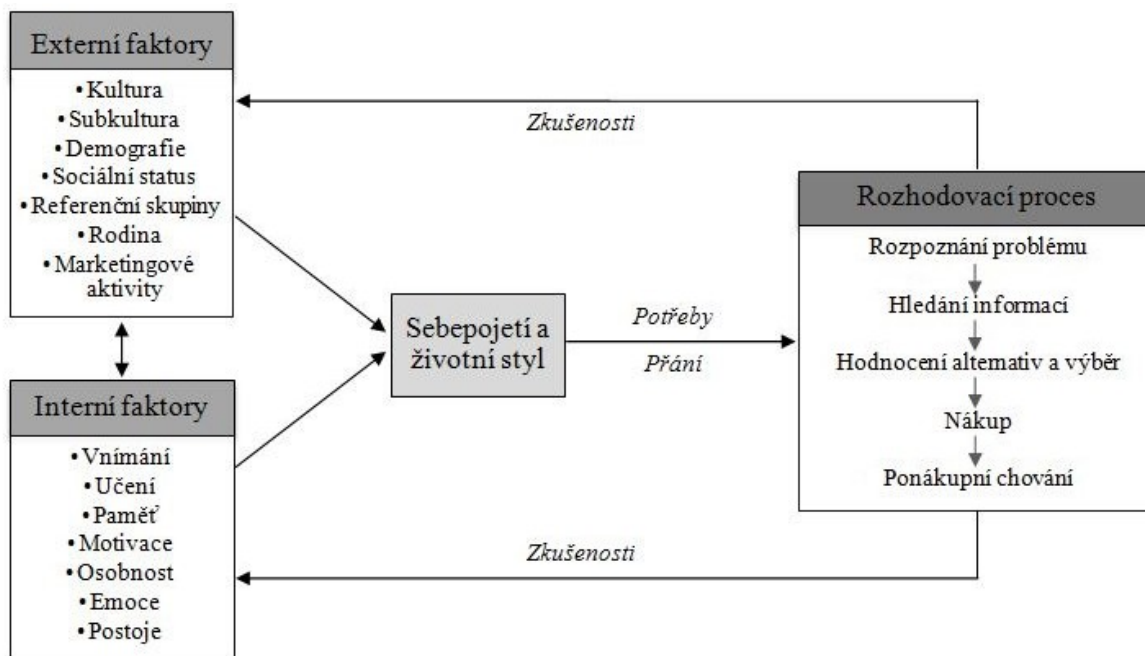 Externí faktory
• Kultura
• Subkultura
• Demografie
• Sociální status
• Referenční skupiny
• Rodina
• Marketingové
aktivity
Interní faktory
• Vnímání
• Učení
• Paměť
• Motivace
• Osobnost
• Emoce
• Postoje
Sebepojetí a
životní styl
Potřeby
Přání
Zkušenosti
Zkušenosti
Rozhodovací proces
Rozpoznání problému
Hledání informací
Hodnocení alternativ a výběr
Nákup
Ponákupní chování